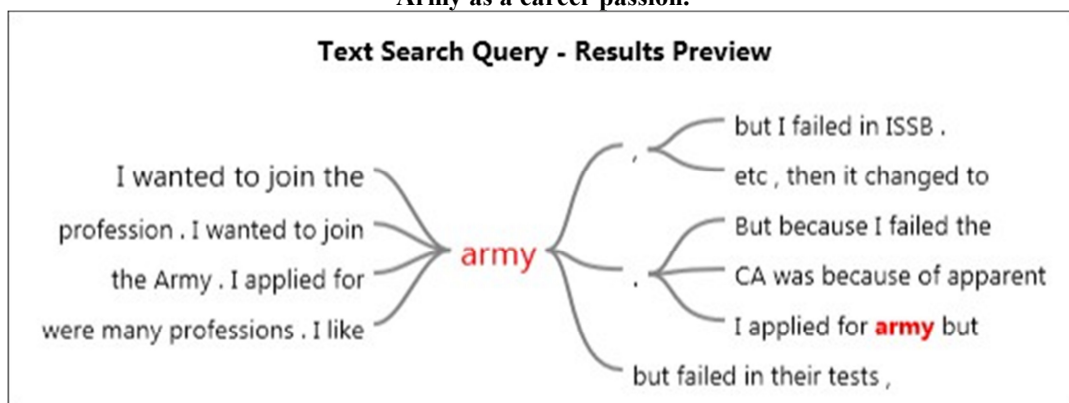 Army as a career passion.
Text Search Query - Results Preview
I wanted to join the
profession . I wanted to join
the Army . I applied for
were many professions . I like
army
,
but I failed in ISSB .
etc , then it changed to
.
But because I failed the
CA was because of apparent
I applied for army but
but failed in their tests ,